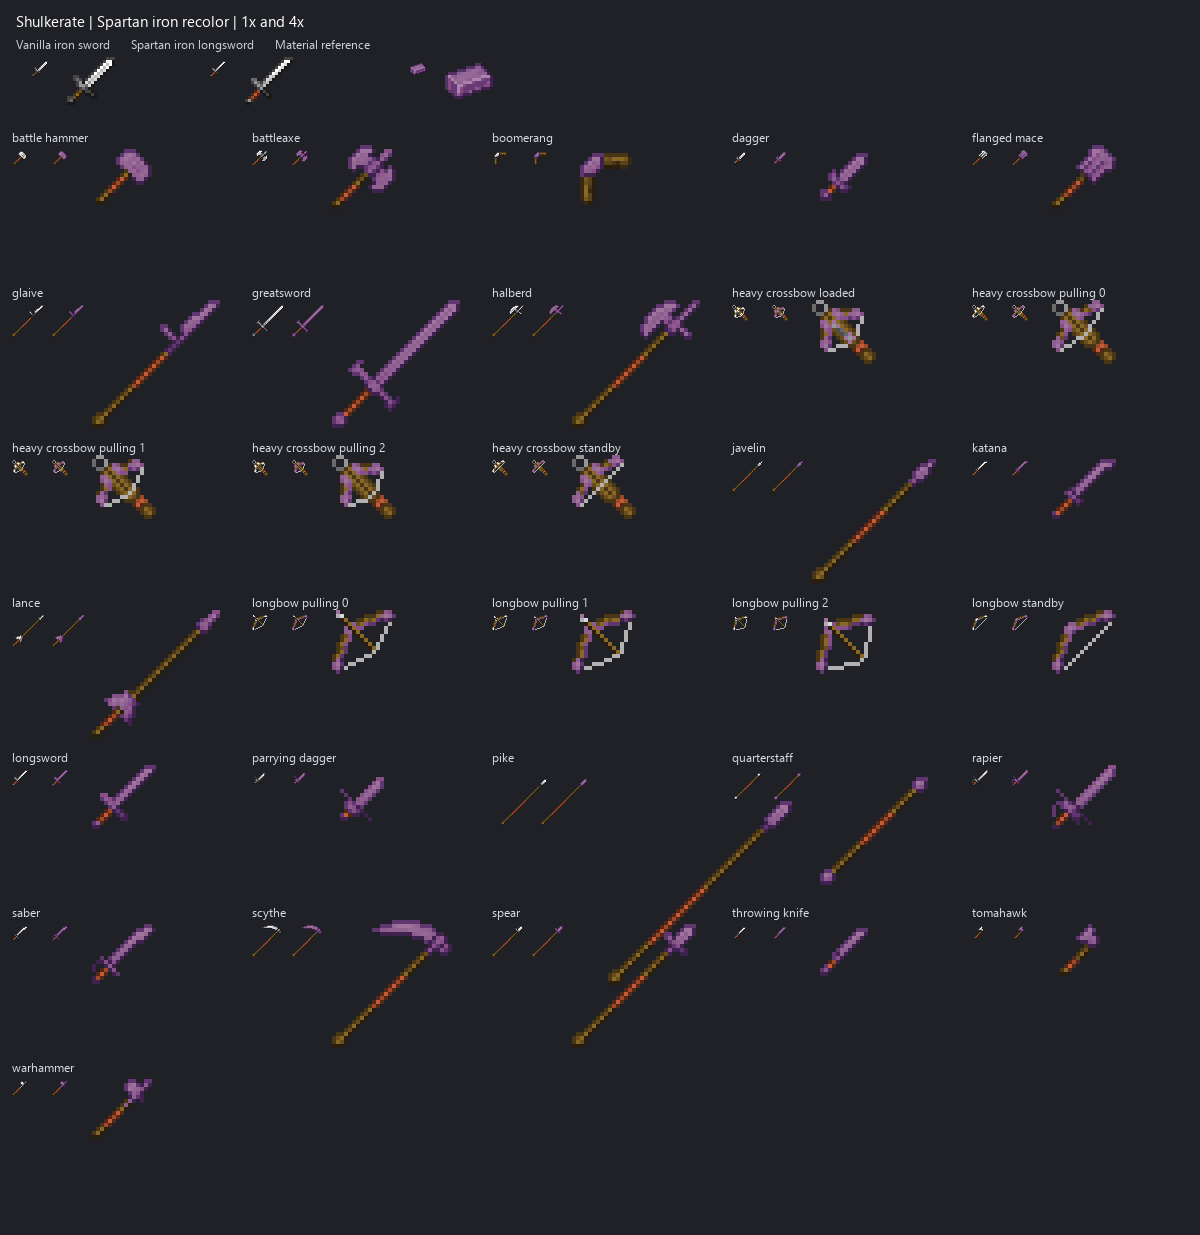 Shulkerate | Spartan iron recolor | 1x and 4x
Vanilla iron sword Spartan iron longsword Material reference
battle hammer battleaxe boomerang dagger flanged mace
glaive greatsword halberd heavy crossbow loaded heavy crossbow pulling 0
heavy crossbow pulling 1 heavy crossbow pulling 2 heavy crossbow standby javelin katana
lance longbow pulling 0 longbow pulling 1 longbow pulling 2 longbow standby
longsword parrying dagger pike quarterstaff rapier
saber scythe spear throwing knife tomahawk
warhammer